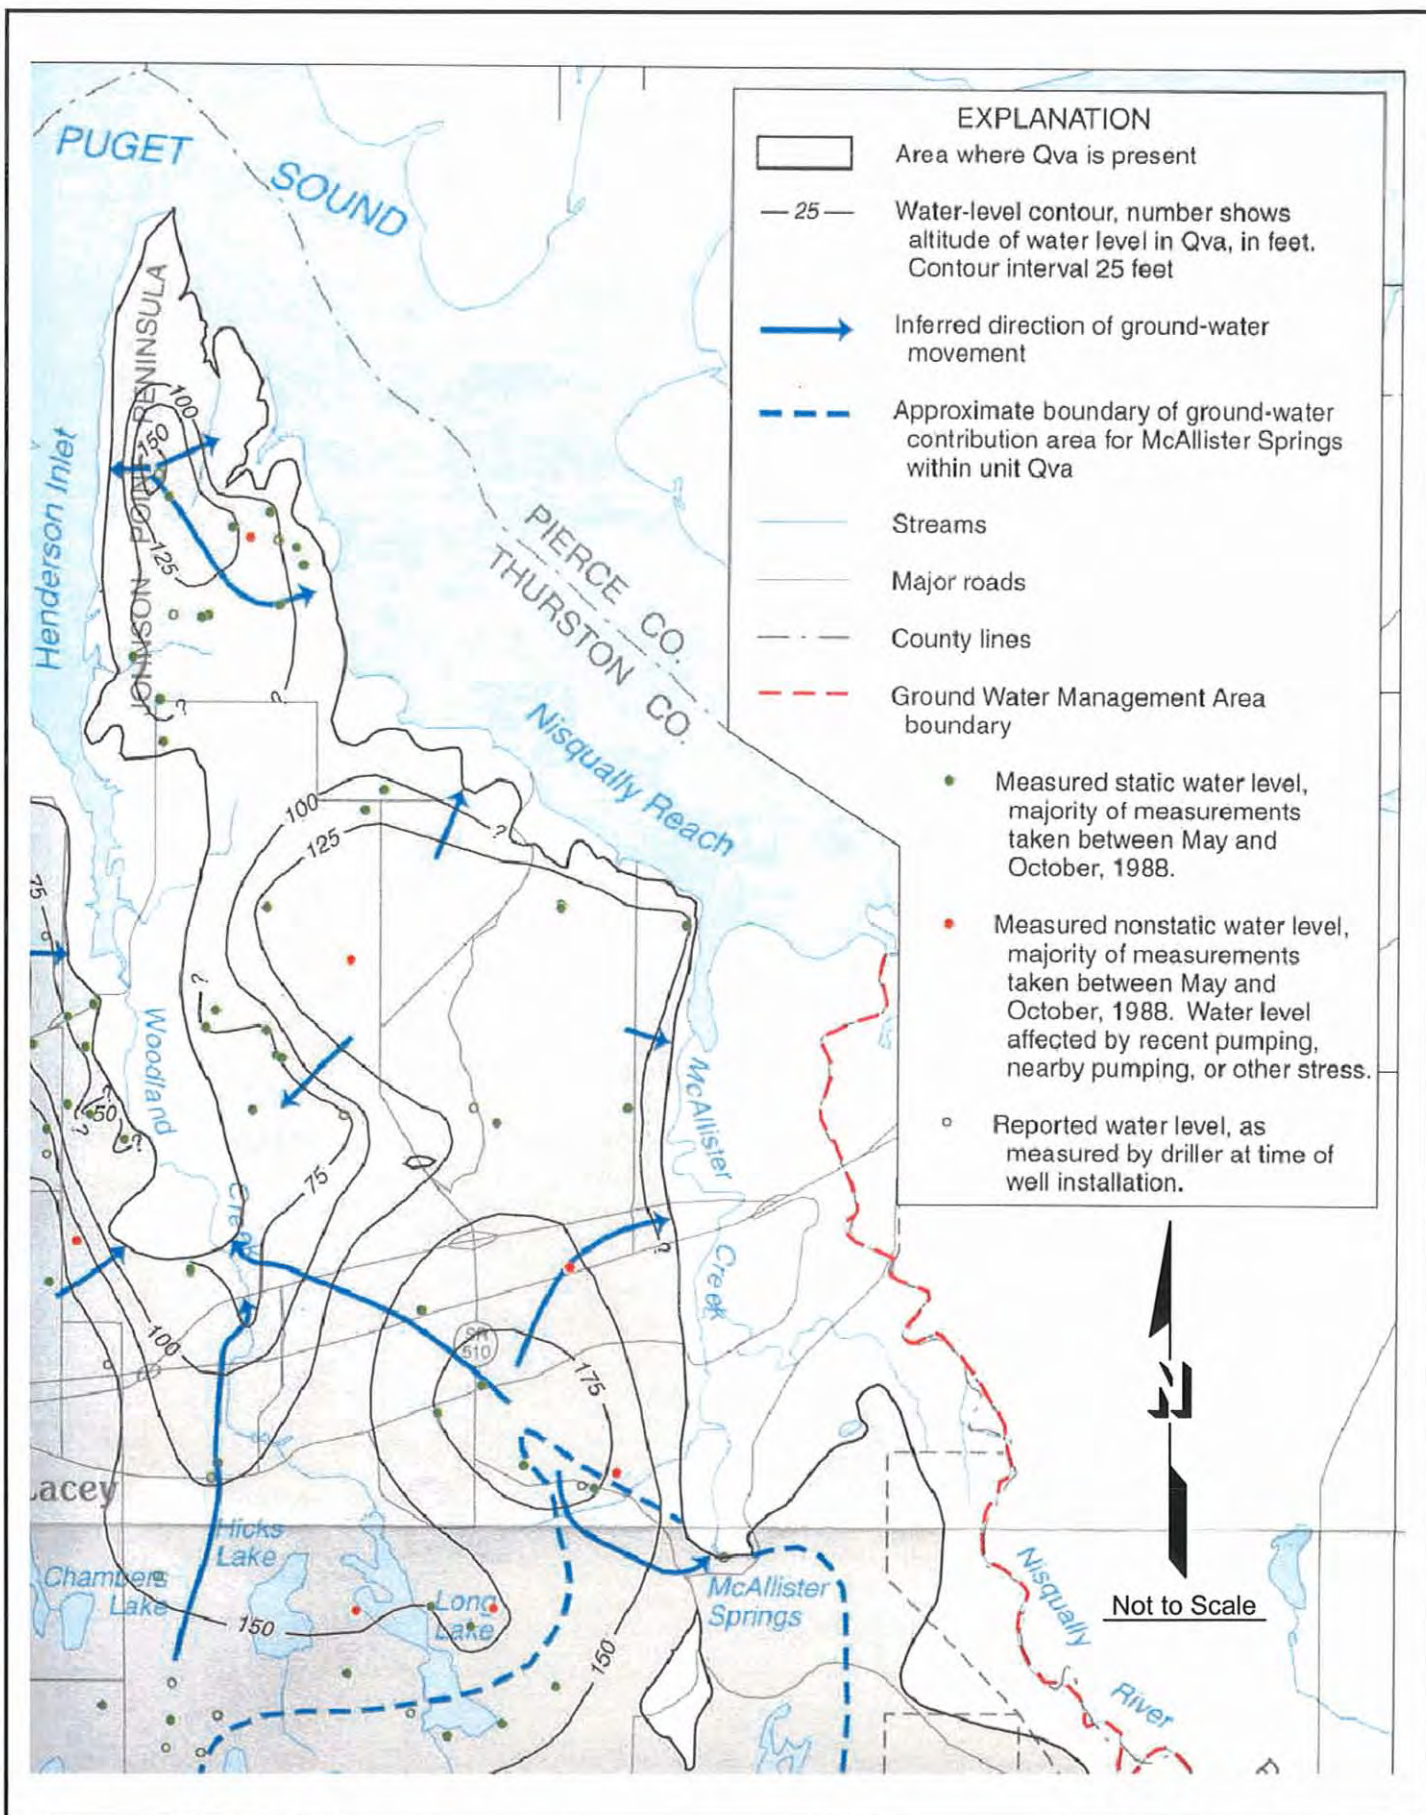 PUGET
SOUND
JOHNSON POINT PENINSULA
100
150
125
Henderson Inlet
?
?
PIERCE CO.
THURSTON CO.
Nisqually Reach
100
125
?
75
?
50
?
?
Woodland
Creek
75
100
McAllister
Creek
?
SR
510
175
Lacey
Hicks
Lake
Chambers
Lake
150
Long
Lake
150
McAllister
Springs
Nisqually
River
EXPLANATION
Area where Qva is present
25
Water-level contour, number shows
altitude of water level in Qva, in feet.
Contour interval 25 feet
Inferred direction of ground-water
movement
Approximate boundary of ground-water
contribution area for McAllister Springs
within unit Qva
Streams
Major roads
County lines
Ground Water Management Area
boundary
Measured static water level,
majority of measurements
taken between May and
October, 1988.
Measured nonstatic water level,
majority of measurements
taken between May and
October, 1988. Water level
affected by recent pumping,
nearby pumping, or other stress.
Reported water level, as
measured by driller at time of
well installation.
N
Not to Scale